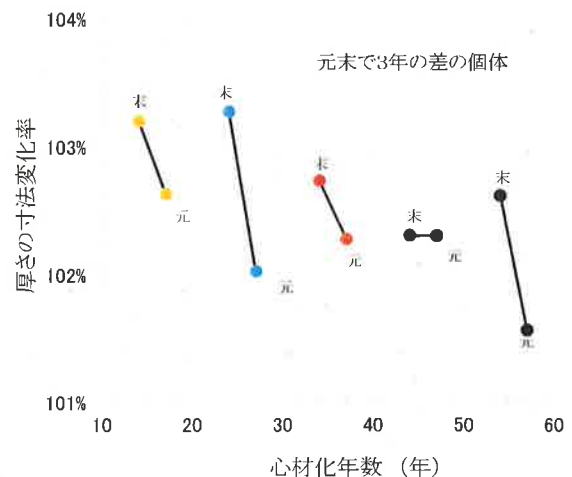 104%
元末で3年の差の個体
末
末
103%
末
末
末
元
厚さの寸法変化率
元
元
102%
元
元
101%
10
20
30
40
50
60
心材化年数 （年）